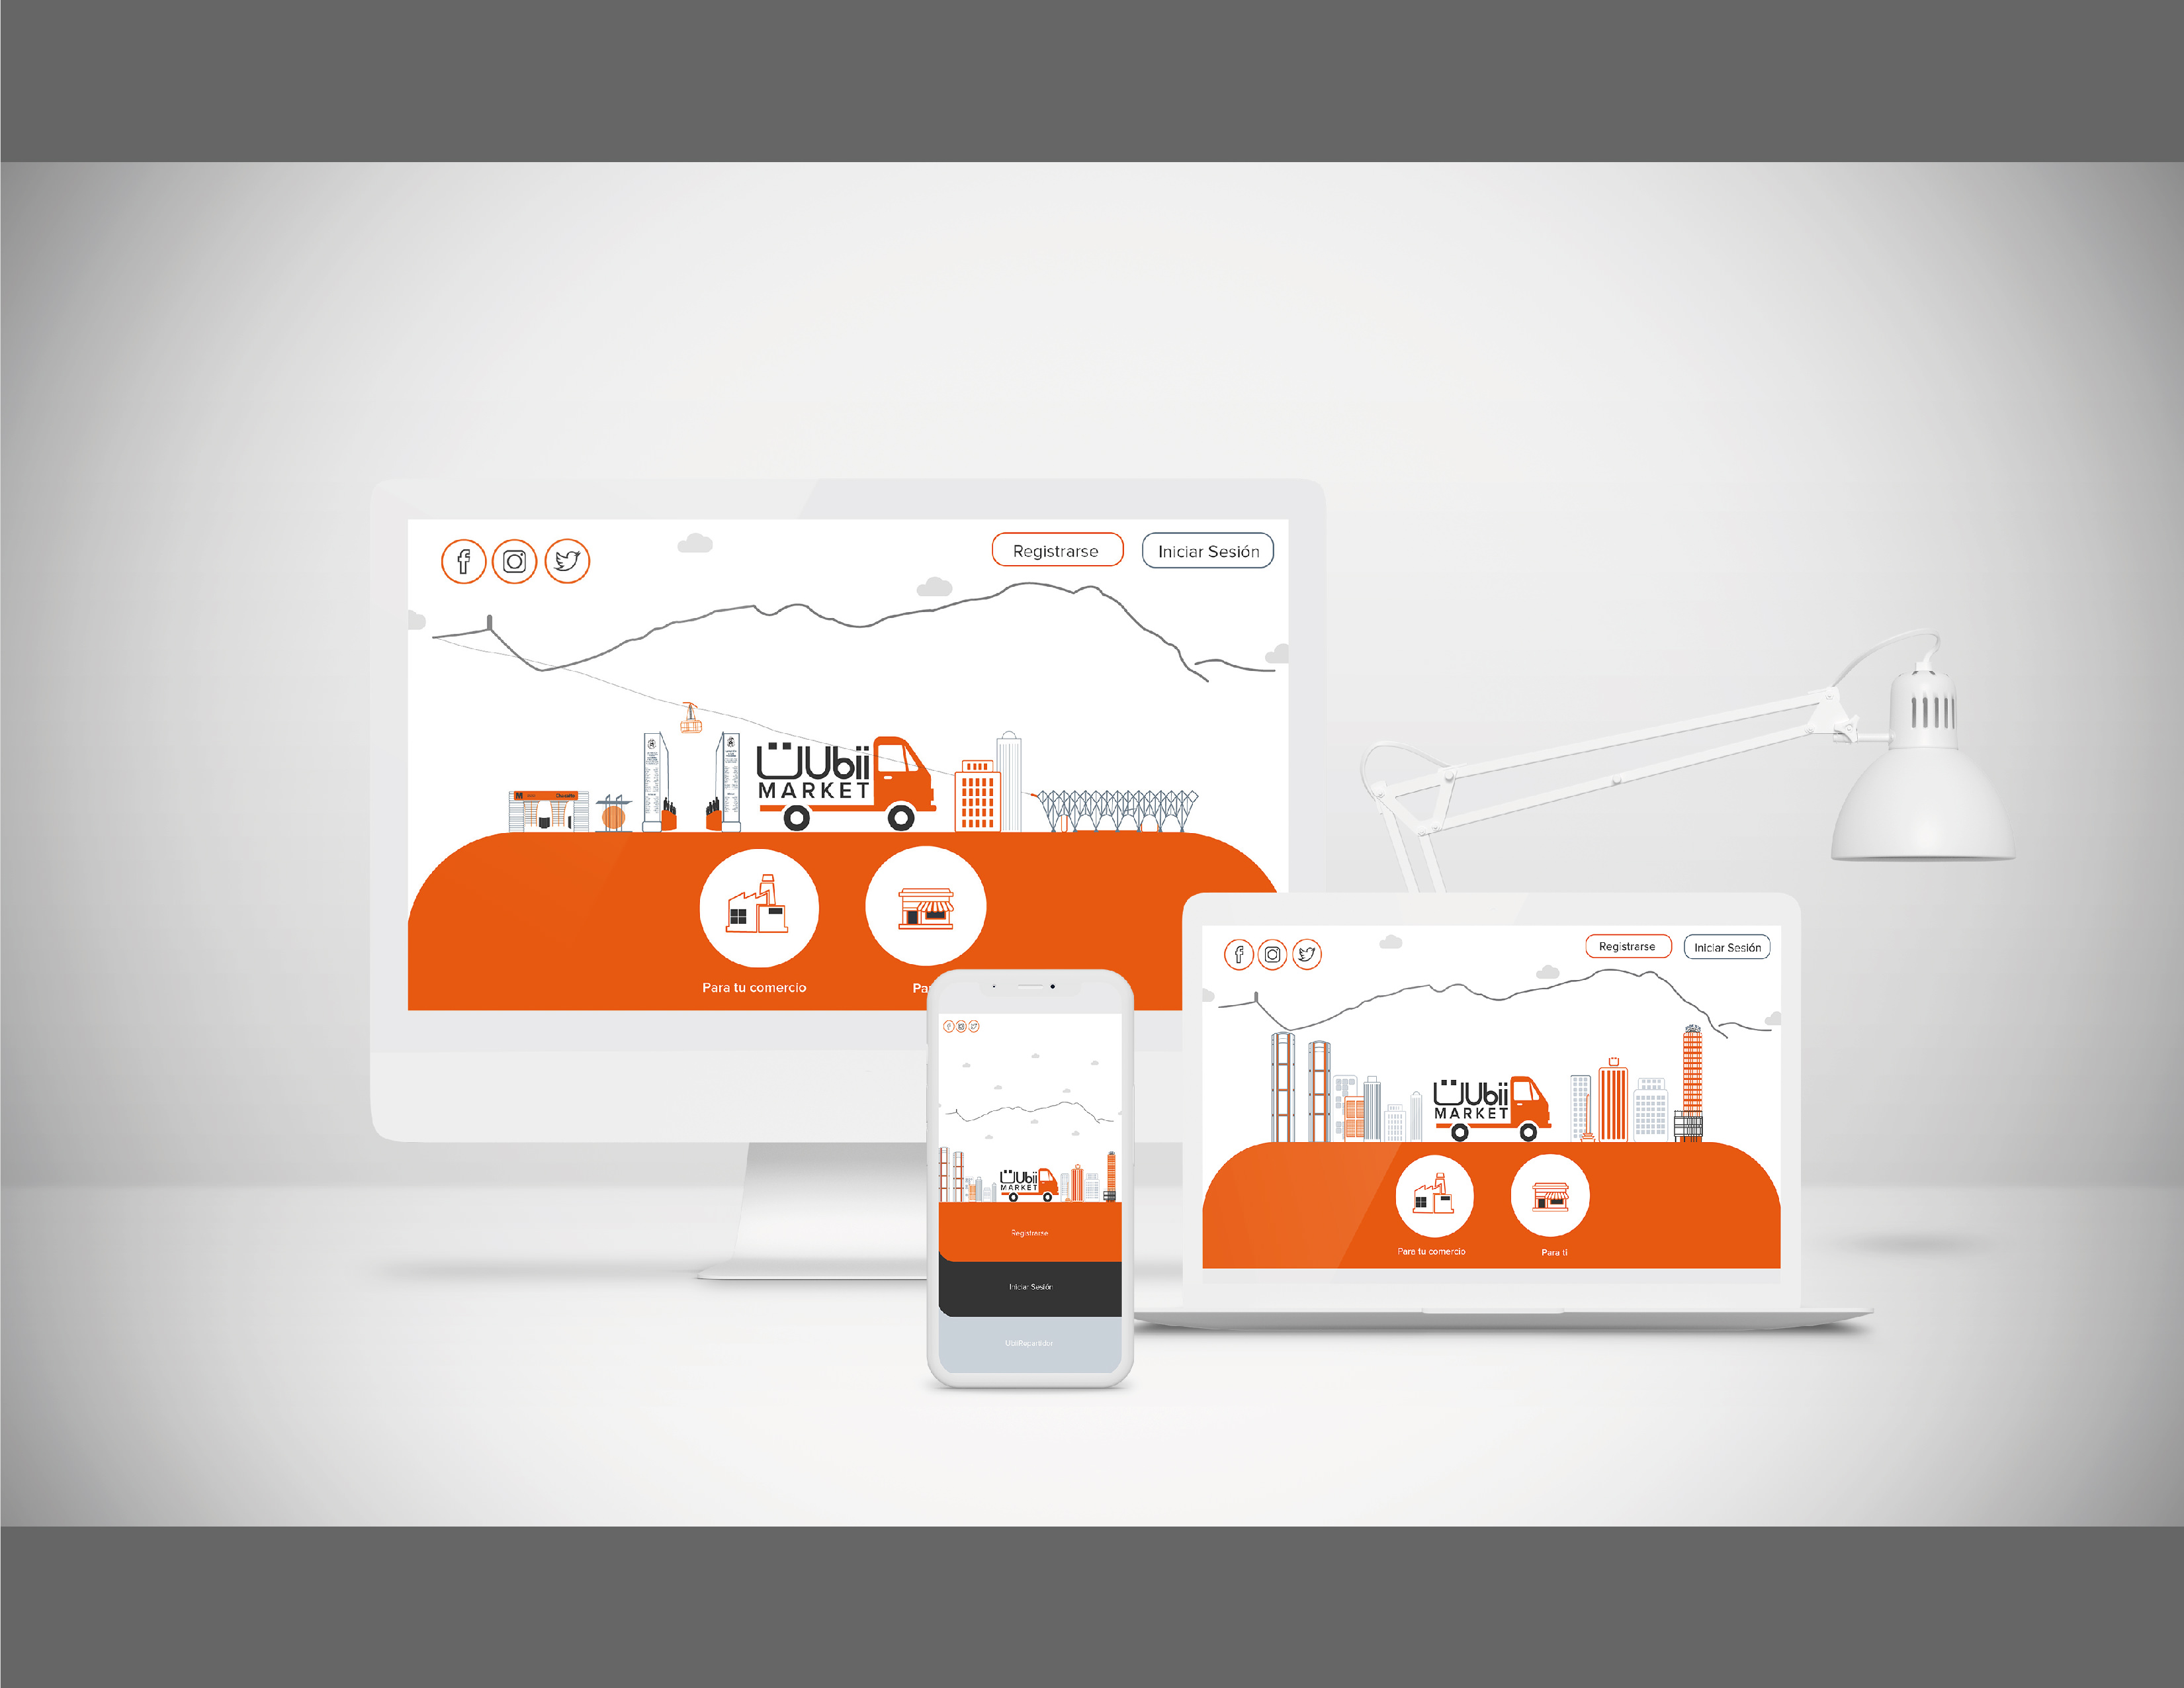 Registrarse
Iniciar Sesión
Ubii
MARKET
M
Para tu comercio
Pa
Registrarse
Iniciar Sesión
Ubii
MARKET
Para tu comercio
Para ti
Ubii
MARKET
Registrarse
Iniciar Sesión
UbiiRepartidor